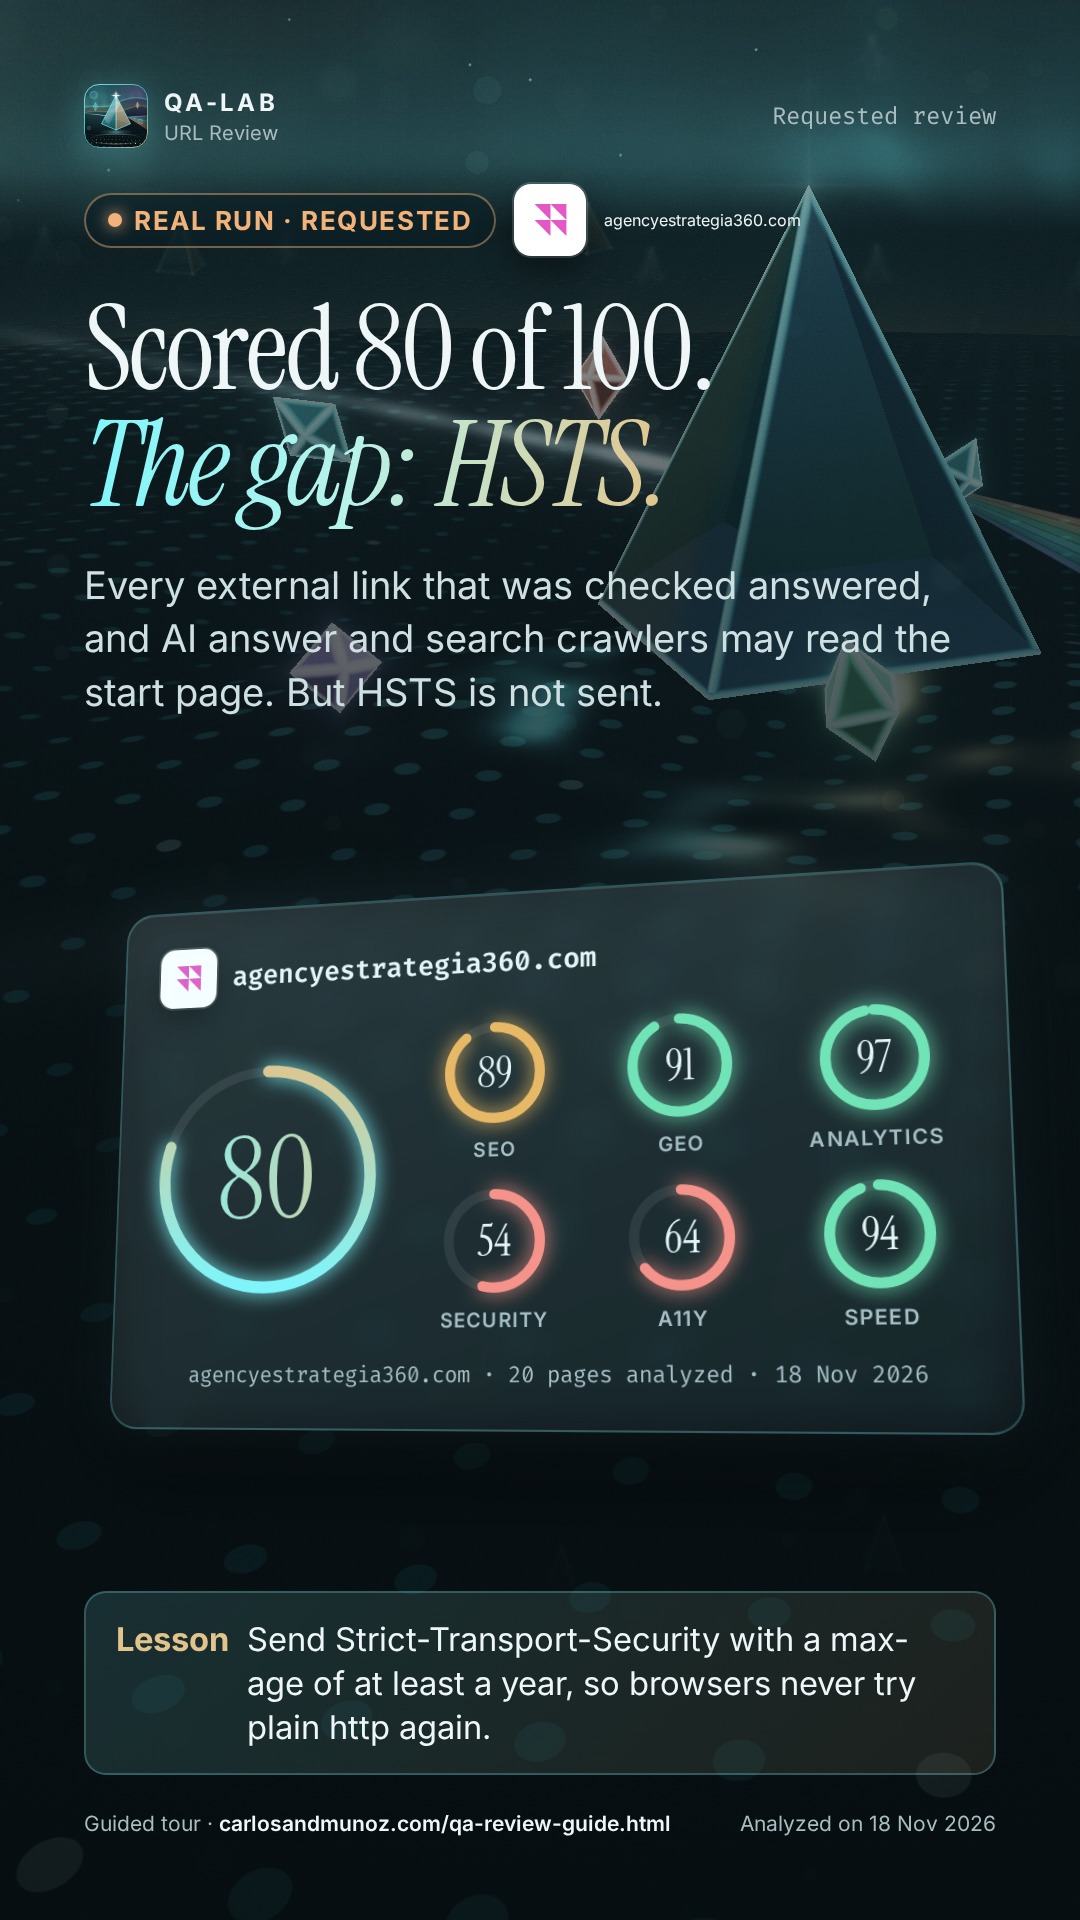 QA-LAB
URL Review
Requested review
REAL RUN · REQUESTED
agencyestrategia360.com
Scored 80 of 100.
The gap: HSTS.
Every external link that was checked answered,
and AI answer and search crawlers may read the
start page. But HSTS is not sent.
agencyestrategia360.com
89
SEO
91
GEO
97
ANALYTICS
80
54
SECURITY
64
A11Y
94
SPEED
agencyestrategia360.com · 20 pages analyzed · 18 Nov 2026
Lesson Send Strict-Transport-Security with a max-
age of at least a year, so browsers never try
plain http again.
Guided tour · carlosandmunoz.com/qa-review-guide.html
Analyzed on 18 Nov 2026